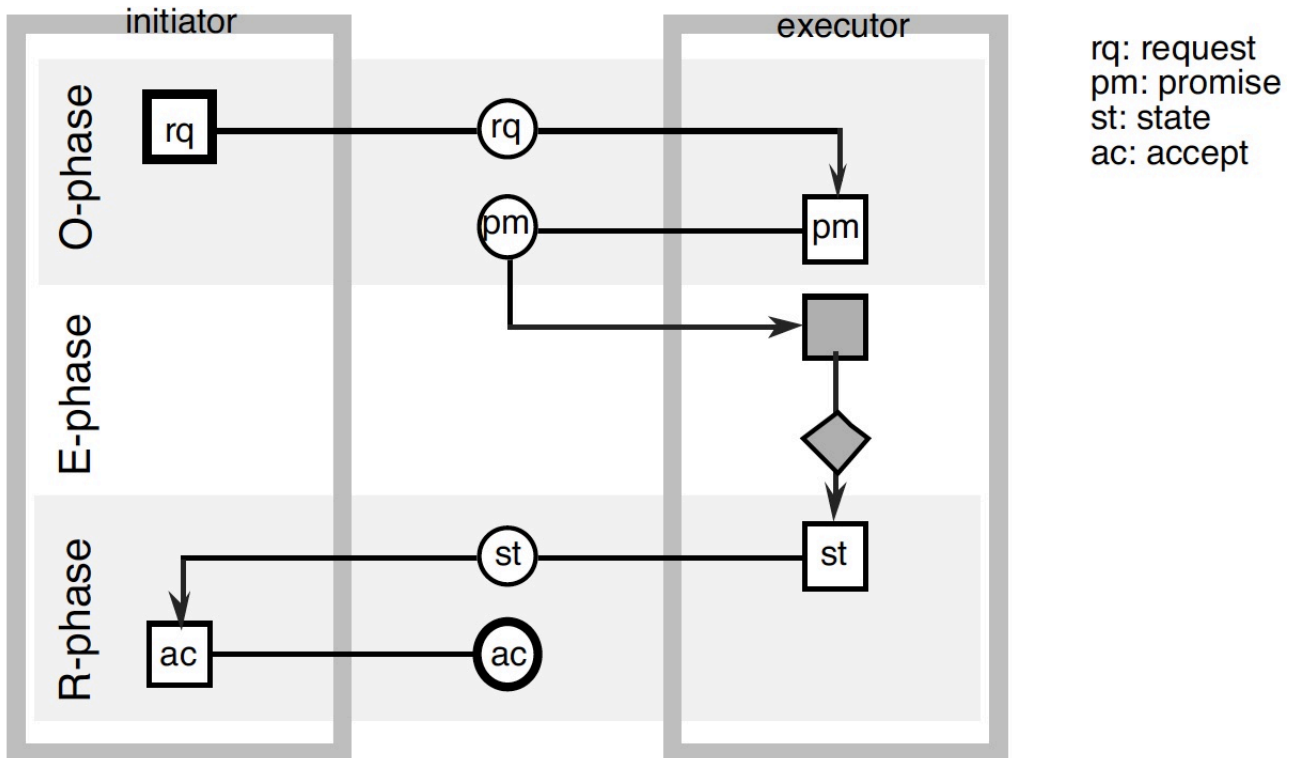 initiator
executor
rq: request
pm: promise
st: state
ac: accept
O-phase
rq
rq
pm
pm
E-phase
R-phase
st
st
ac
ac